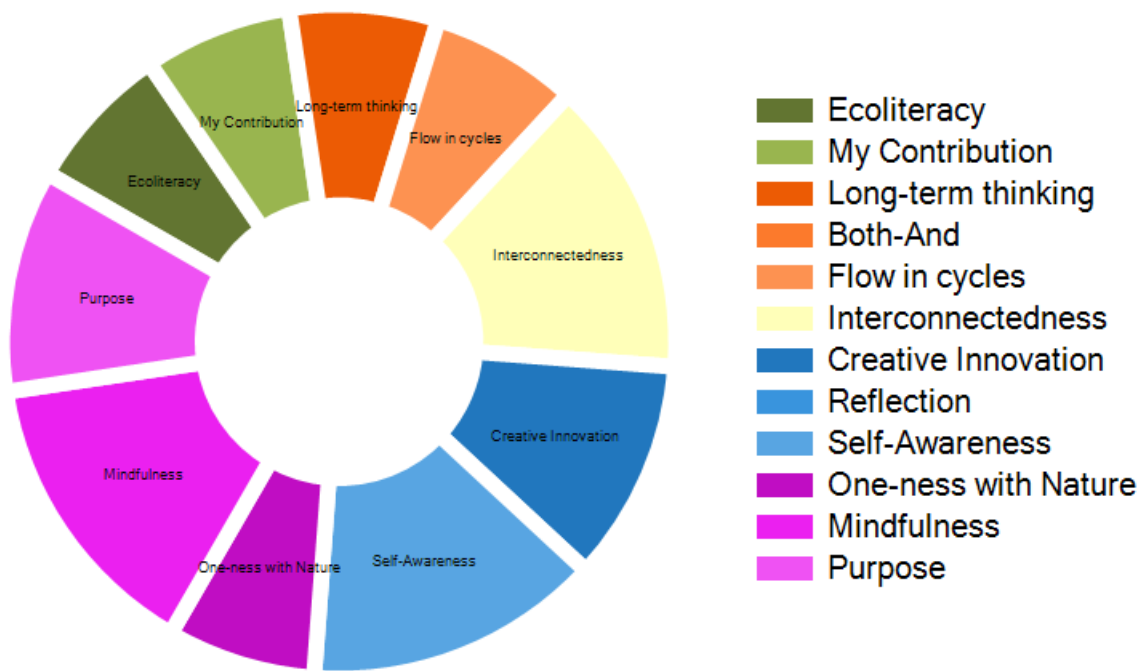 Long-term thinking
My Contribution
Flow in cycles
Ecoliteracy
Interconnectedness
Purpose
Creative Innovation
Mindfulness
Self-Awareness
One-ness with Nature
Ecoliteracy
My Contribution
Long-term thinking
Both-And
Flow in cycles
Interconnectedness
Creative Innovation
Reflection
Self-Awareness
One-ness with Nature
Mindfulness
Purpose